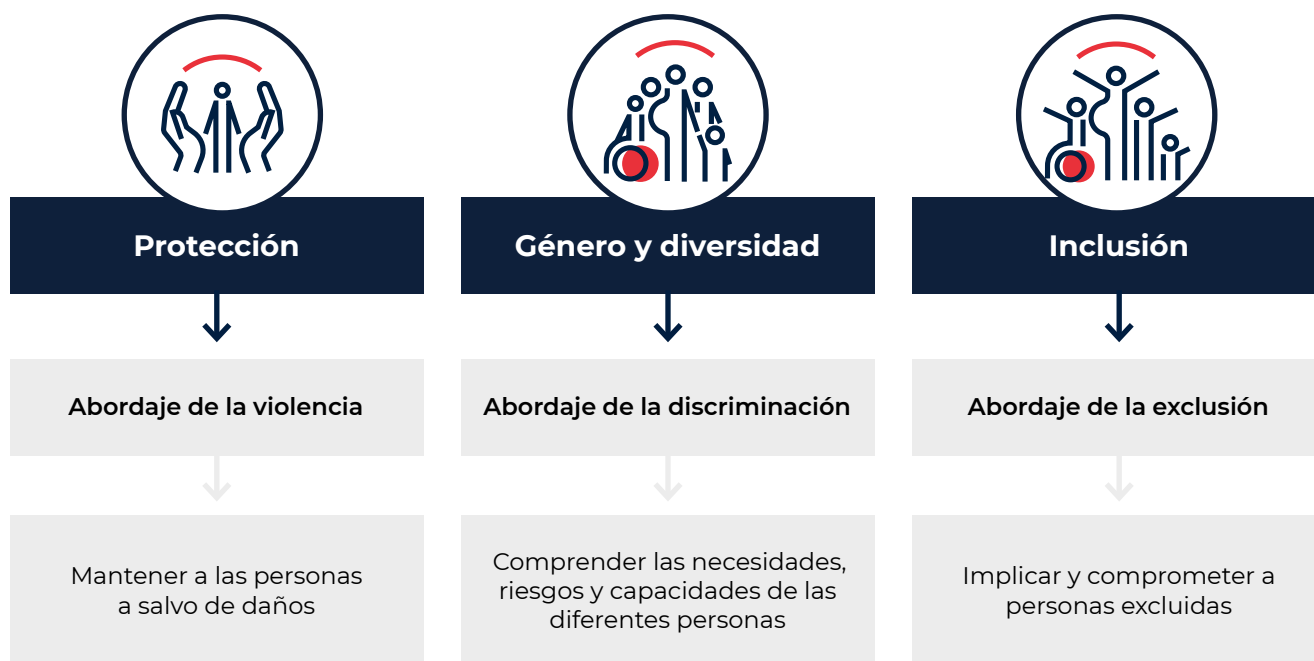 Protección
Abordaje de la violencia
Mantener a las personas
a salvo de daños
Género y diversidad
Abordaje de la discriminación
Comprender las necesidades,
riesgos y capacidades de las
diferentes personas
Inclusión
Abordaje de la exclusión
Implicar y comprometer a
personas excluidas